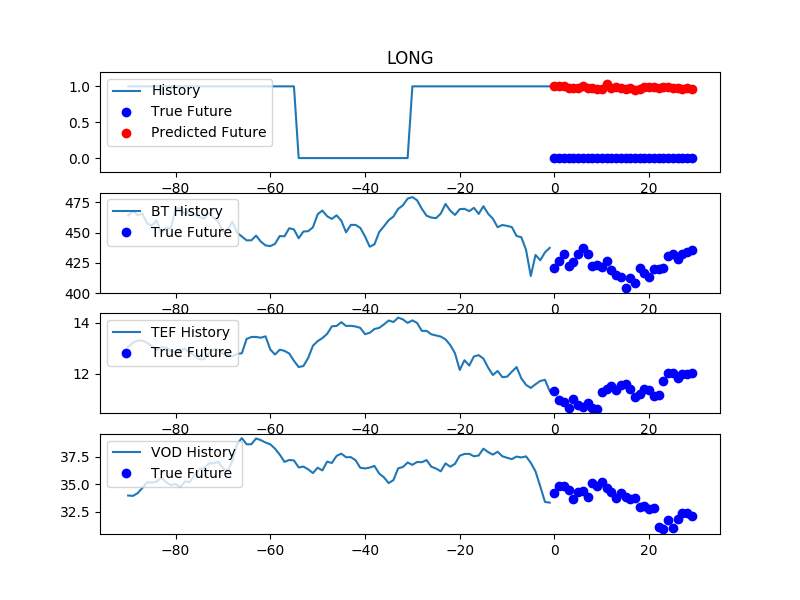 LONG
1.0
0.5
0.0
History
True Future
Predicted Future
−80 −60 −40 −20 0 20
475
450
425
400
BT History
True Future
−80 −60 −40 −20 0 20
14
12
TEF History
True Future
−80 −60 −40 −20 0 20
37.5
35.0
32.5
VOD History
True Future
−80 −60 −40 −20 0 20